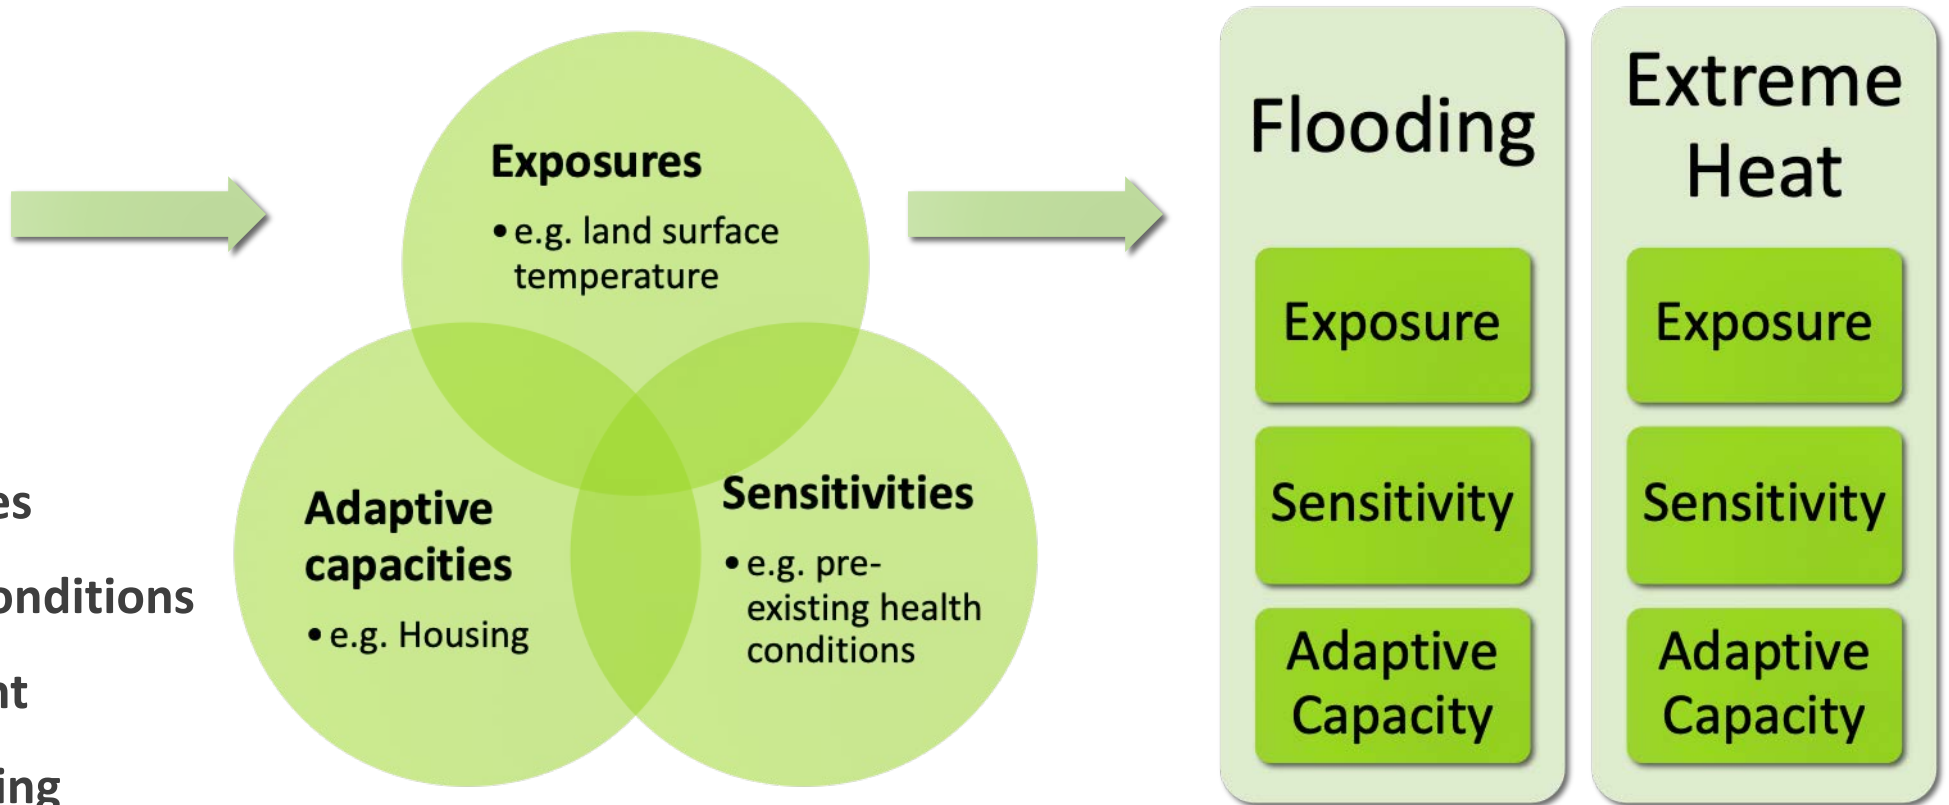 Exposures
• e.g. land surface
temperature
Adaptive
capacities
• e.g. Housing
Sensitivities
• e.g. pre-
existing health
conditions
Flooding
Exposure
Sensitivity
Adaptive
Capacity
Extreme
Heat
Exposure
Sensitivity
Adaptive
Capacity